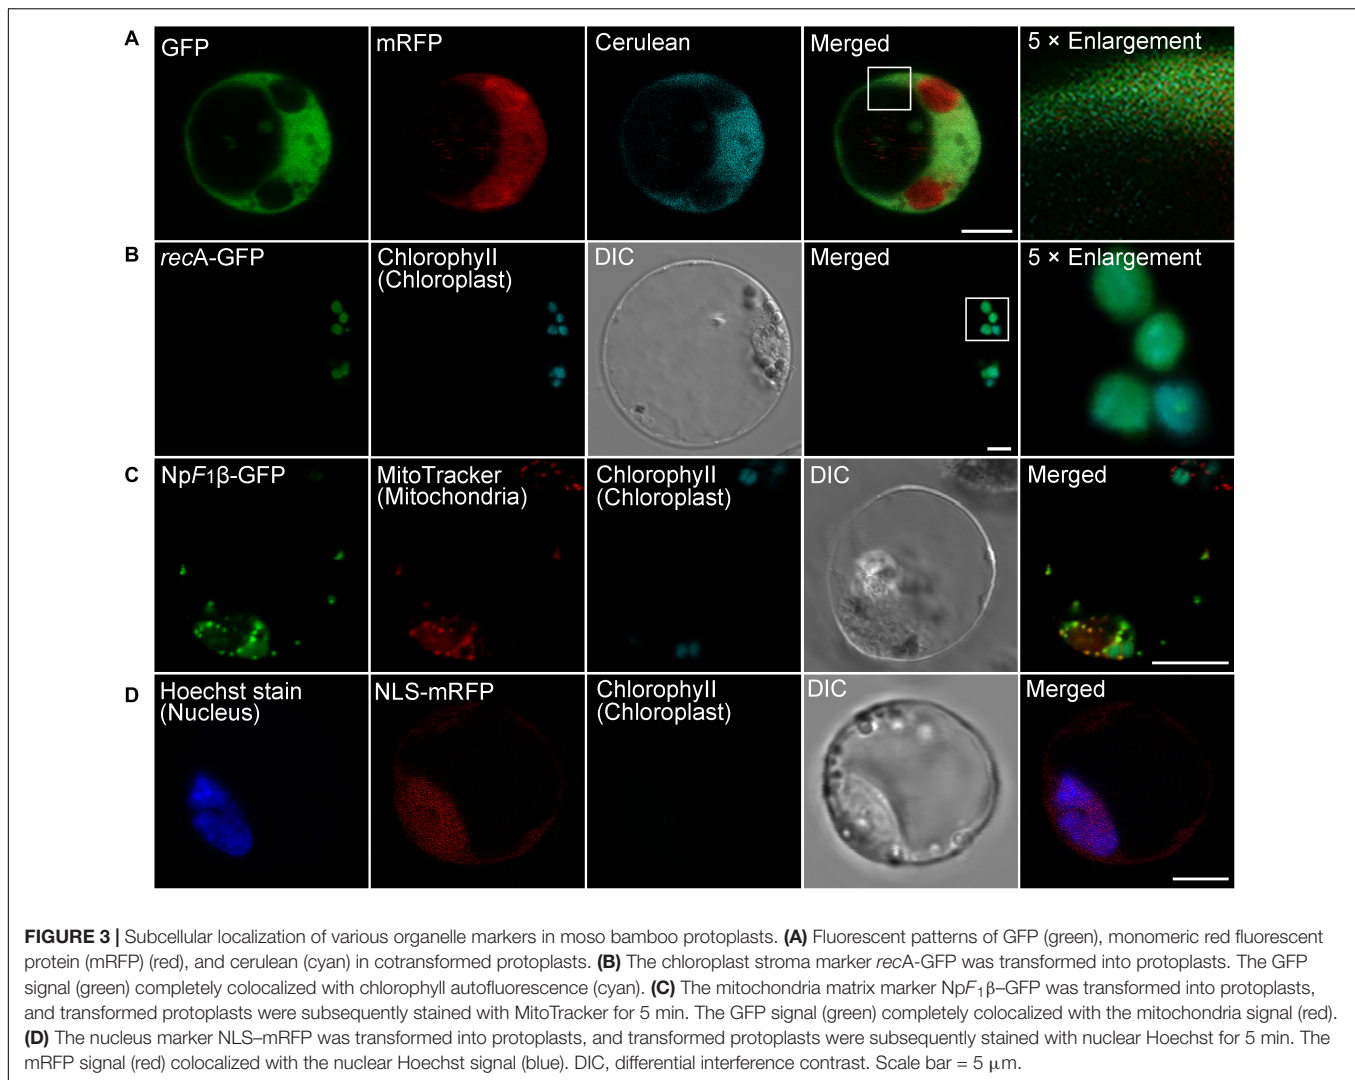 A
GFP
mRFP
Cerulean
Merged
5 × Enlargement
B
recA-GFP
Chlorophyll
(Chloroplast)
DIC
Merged
5 × Enlargement
C
NpF1β-GFP
MitoTracker
(Mitochondria)
Chlorophyll
(Chloroplast)
DIC
Merged
D
Hoechst stain
(Nucleus)
NLS-mRFP
Chlorophyll
(Chloroplast)
DIC
Merged
FIGURE 3 | Subcellular localization of various organelle markers in moso bamboo protoplasts. (A) Fluorescent patterns of GFP (green), monomeric red fluorescent
protein (mRFP) (red), and cerulean (cyan) in cotransformed protoplasts. (B) The chloroplast stroma marker recA-GFP was transformed into protoplasts. The GFP
signal (green) completely colocalized with chlorophyll autofluorescence (cyan). (C) The mitochondria matrix marker NpF1β–GFP was transformed into protoplasts,
and transformed protoplasts were subsequently stained with MitoTracker for 5 min. The GFP signal (green) completely colocalized with the mitochondria signal (red).
(D) The nucleus marker NLS–mRFP was transformed into protoplasts, and transformed protoplasts were subsequently stained with nuclear Hoechst for 5 min. The
mRFP signal (red) colocalized with the nuclear Hoechst signal (blue). DIC, differential interference contrast. Scale bar = 5 μm.